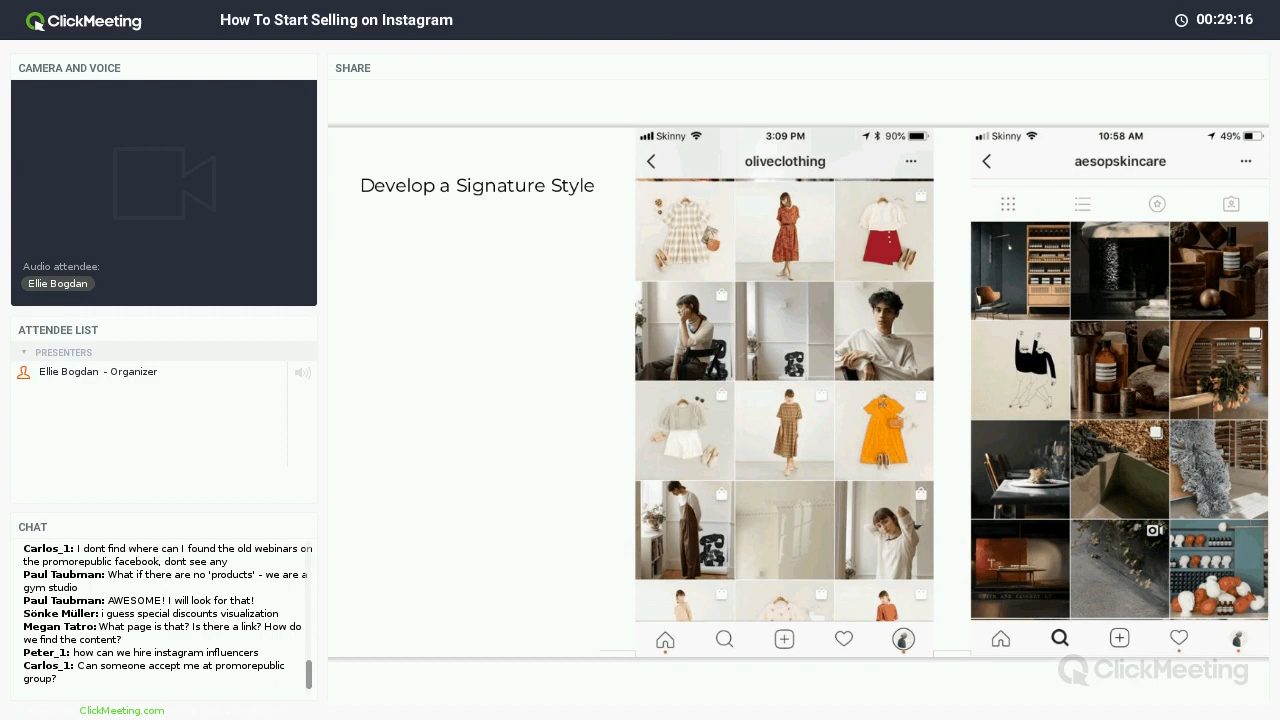 ClickMeeting
How To Start Selling on Instagram
00:29:16
CAMERA AND VOICE
Audio attendee:
Ellie Bogdan
ATTENDEE LIST
PRESENTERS
Ellie Bogdan - Organizer
CHAT
Carlos_1: I dont find where can I found the old webinars on
the promorepublic facebook, dont see any
Paul Taubman: What if there are no 'products' - we are a
gym studio
Paul Taubman: AWESOME! I will look for that!
Sönke Müller: i guess special discounts visualization
Megan Tatro: What page is that? Is there a link? How do
we find the content?
Peter_1: how can we hire instagram influencers
Carlos_1: Can someone accept me at promorepublic
group?
ClickMeeting.com
SHARE
Develop a Signature Style
Skinny 3:09 PM 90%
oliveclothing
Skinny 10:58 AM 49%
aesopskincare
ClickMeeting